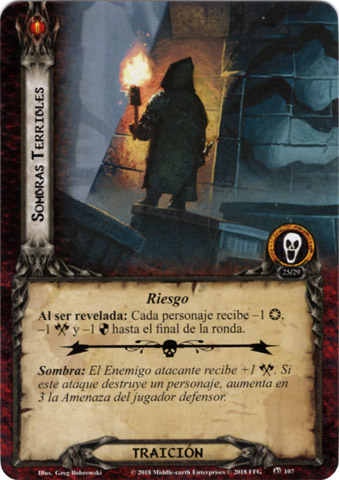 SOMBRAS TERRIBLES
25/29
Riesgo
Al ser revelada: Cada personaje recibe –1 ,
–1 y –1 hasta el final de la ronda.
Sombra: El Enemigo atacante recibe +1 . Si
este ataque destruye un personaje, aumenta en
3 la Amenaza del jugador defensor.
TRAICIÓN
Illus. Greg Bobrowski © 2018 Middle-earth Enterprises © 2018 FFG 107